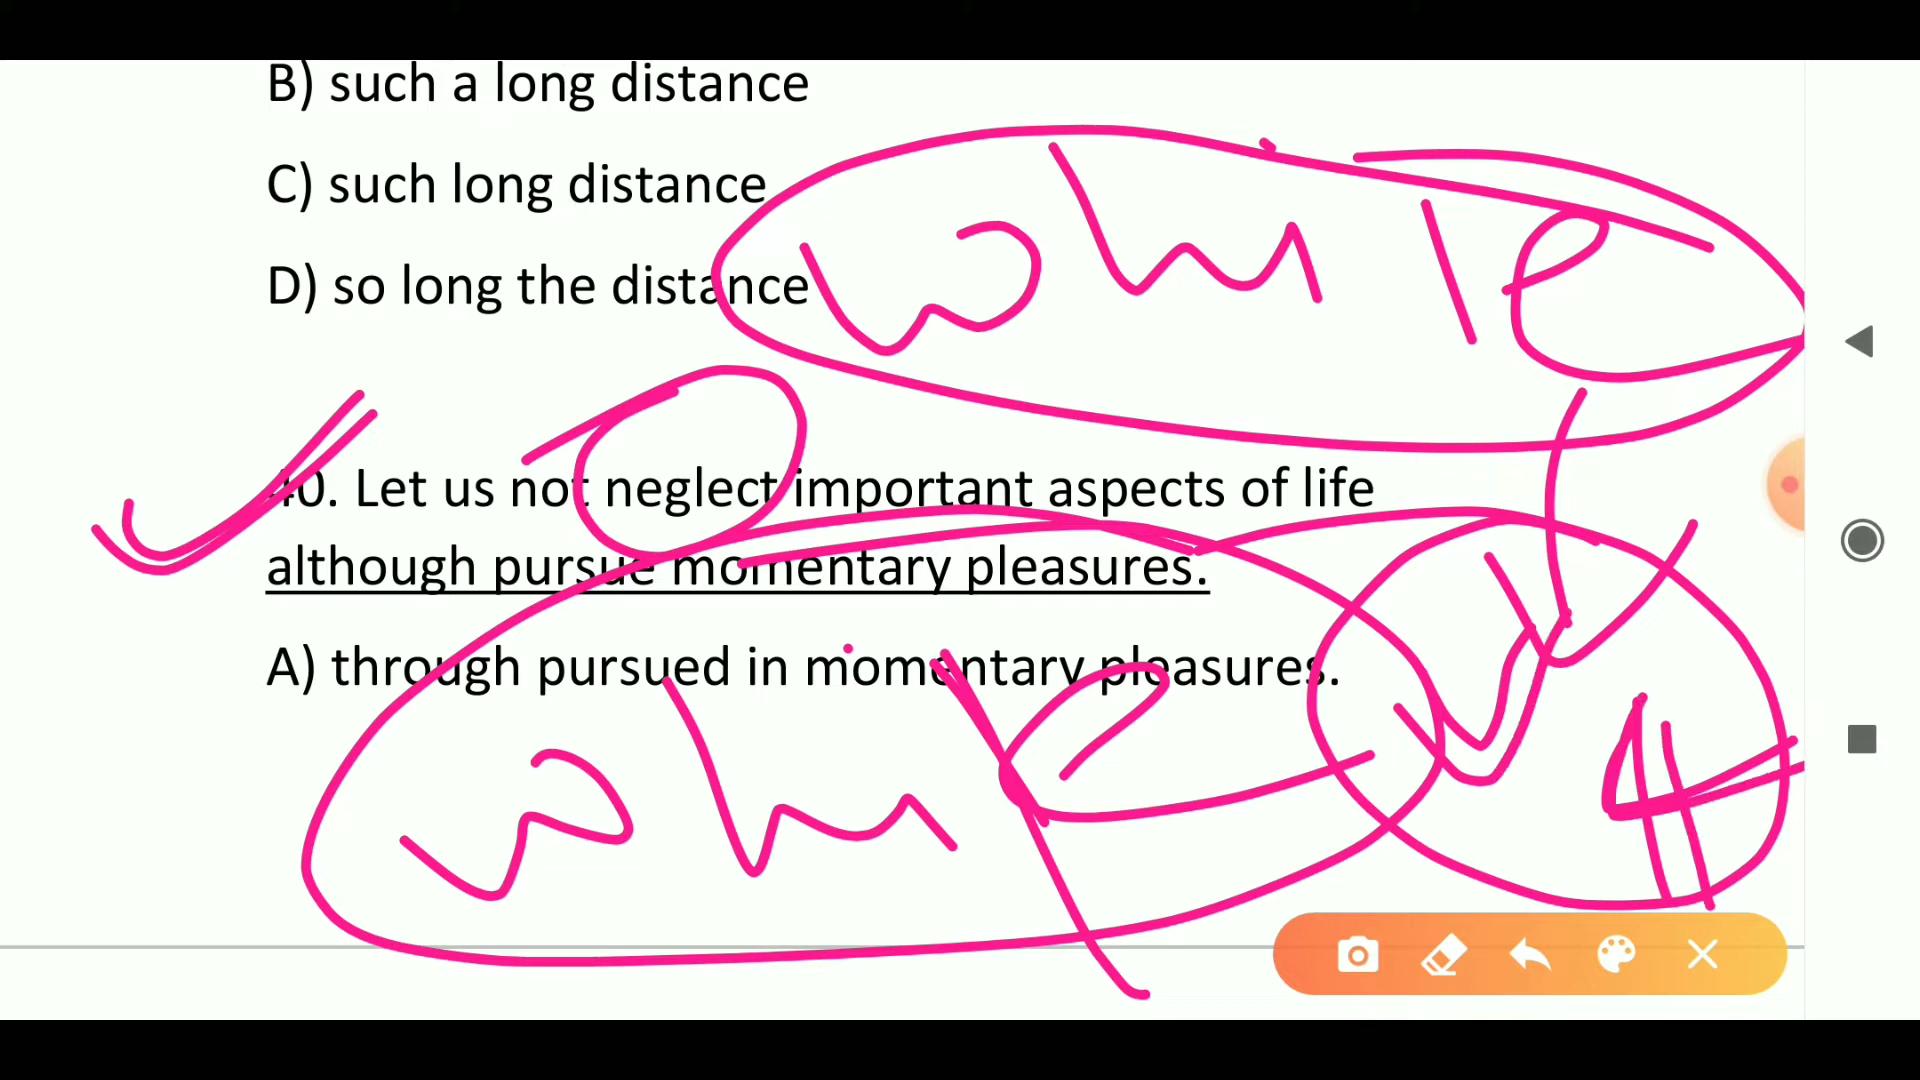 B) such a long distance
C) such long distance
D) so long the distance
while
40. Let us not neglect important aspects of life
although pursue momentary pleasures.
A) through pursued in momentary pleasures.
while
V4